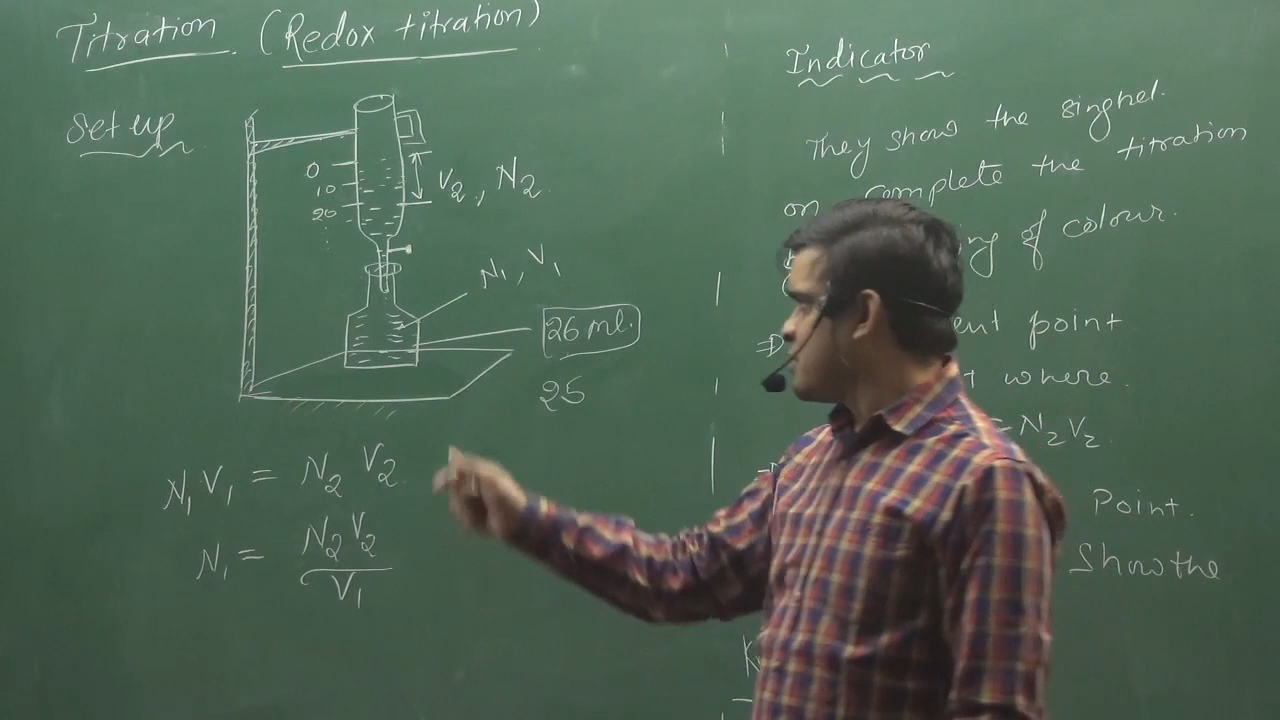 Titration (Redox titration)
Set up
0
10
20
V2, N2
N1, V1
26 ml.
25
N1V1 = N2 V2
N1 = N2V2 / V1
Indicator
They show the singhel.
on complete the titration
of colour.
point
where.
= N2V2
Point.
Show the